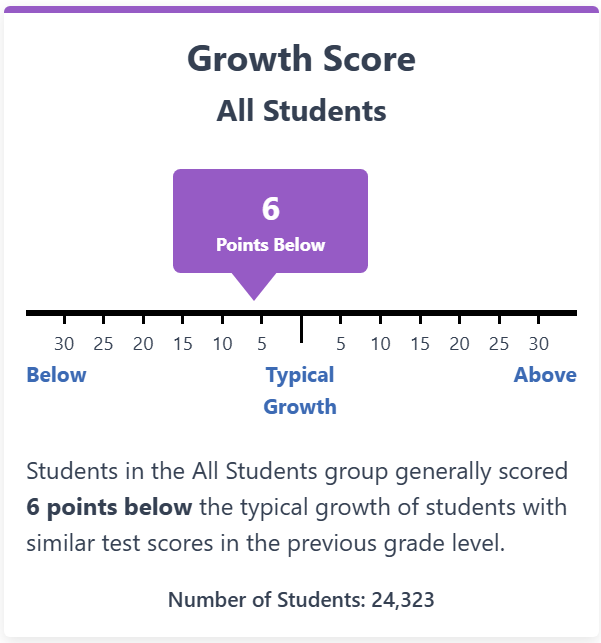 Growth Score
All Students
6
Points Below
30 25 20 15 10 5 5 10 15 20 25 30
Below Typical Above
Growth
Students in the All Students group generally scored
6 points below the typical growth of students with
similar test scores in the previous grade level.
Number of Students: 24,323